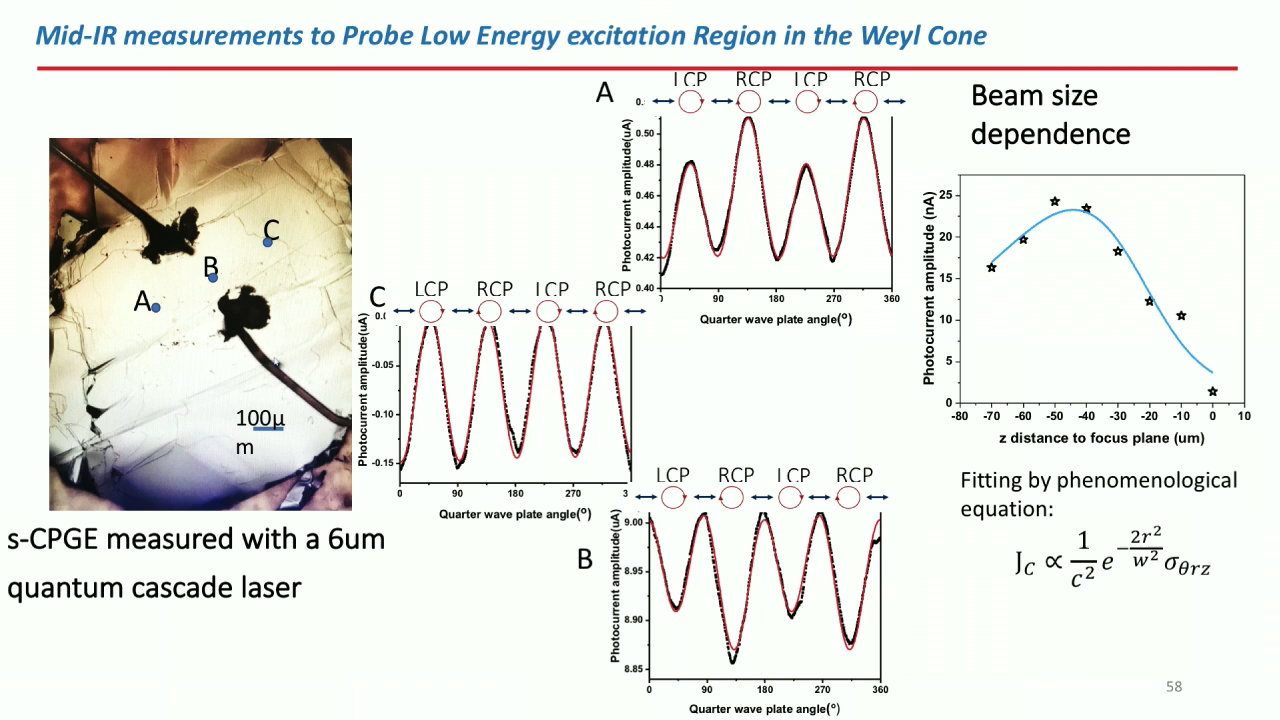 Mid-IR measurements to Probe Low Energy excitation Region in the Weyl Cone
A
LCP RCP LCP RCP
0.
0.50
0.48
0.46
0.44
0.42
0.40
Photocurrent amplitude(uA)
0 90 180 270 360
Quarter wave plate angle(º)
Beam size
dependence
Photocurrent amplitude (nA)
25
20
15
10
5
0
-80 -70 -60 -50 -40 -30 -20 -10 0 10
z distance to focus plane (um)
C
B
A
100μ
m
C
LCP RCP LCP RCP
0.(
-0.05
-0.10
-0.15
Photocurrent amplitude(uA)
0 90 180 270 3
Quarter wave plate angle(º)
s-CPGE measured with a 6um
quantum cascade laser
B
LCP RCP LCP RCP
9.00
8.95
8.90
8.85
Photocurrent amplitude(uA)
0 90 180 270 360
Quarter wave plate angle(º)
Fitting by phenomenological
equation:
J_C ∝ 1/c² e^(-2r²/w²) σ_θrz
58